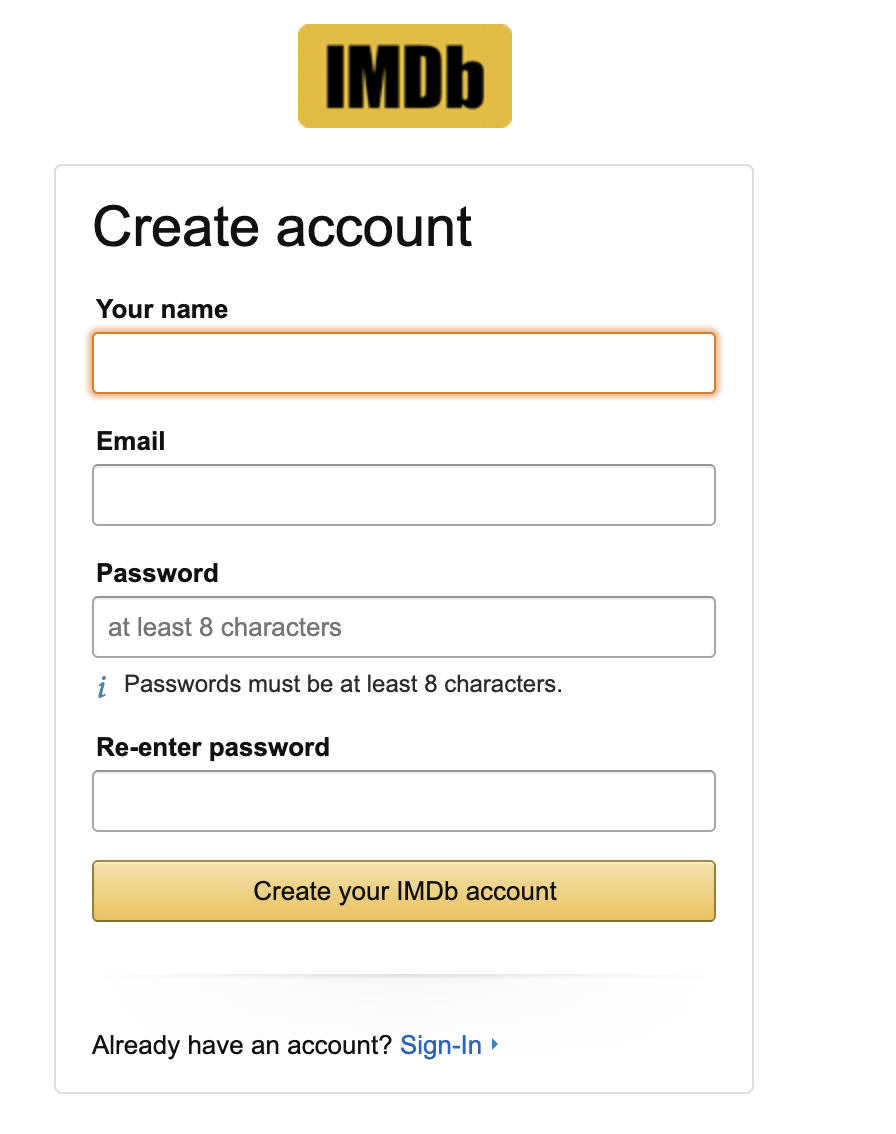 IMDb
Create account
Your name
Email
Password
at least 8 characters
i Passwords must be at least 8 characters.
Re-enter password
Create your IMDb account
Already have an account? Sign-In